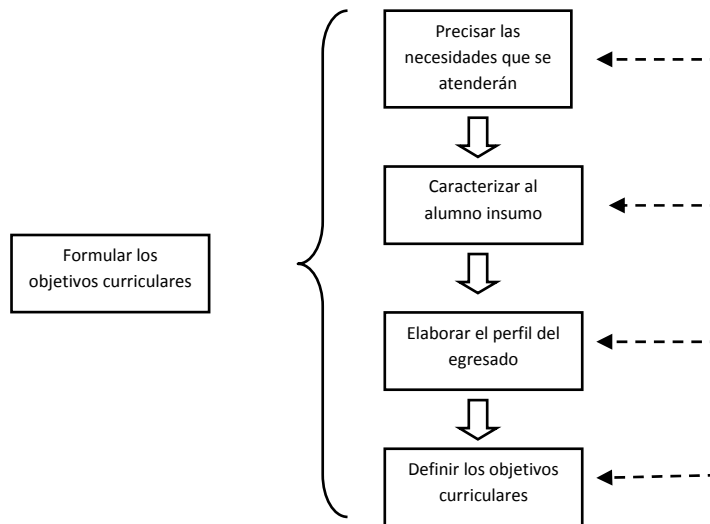 Precisar las
necesidades que se
atenderán
Caracterizar al
alumno insumo
Formular los
objetivos curriculares
Elaborar el perfil del
egresado
Definir los objetivos
curriculares